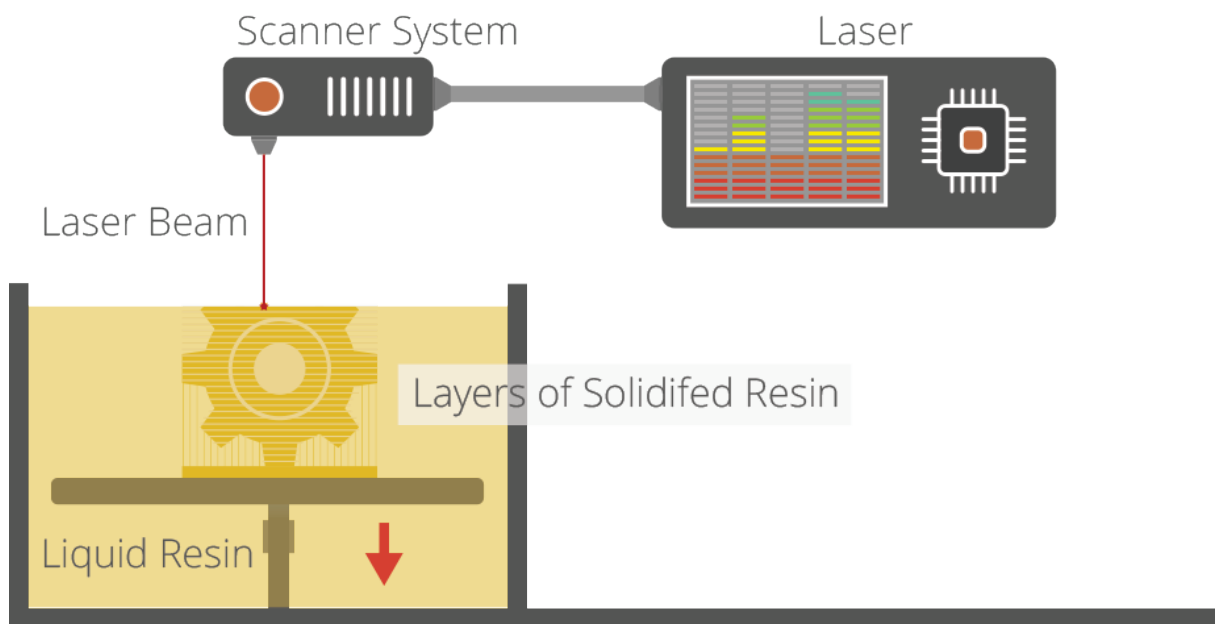 Scanner System
Laser
Laser Beam
Layers of Solidifed Resin
Liquid Resin